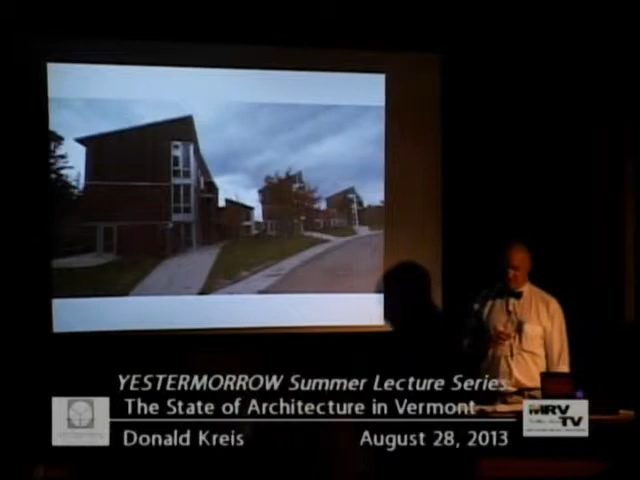 YESTERMORROW Summer Lecture Series
The State of Architecture in Vermont
Donald Kreis
August 28, 2013
MRV
TV